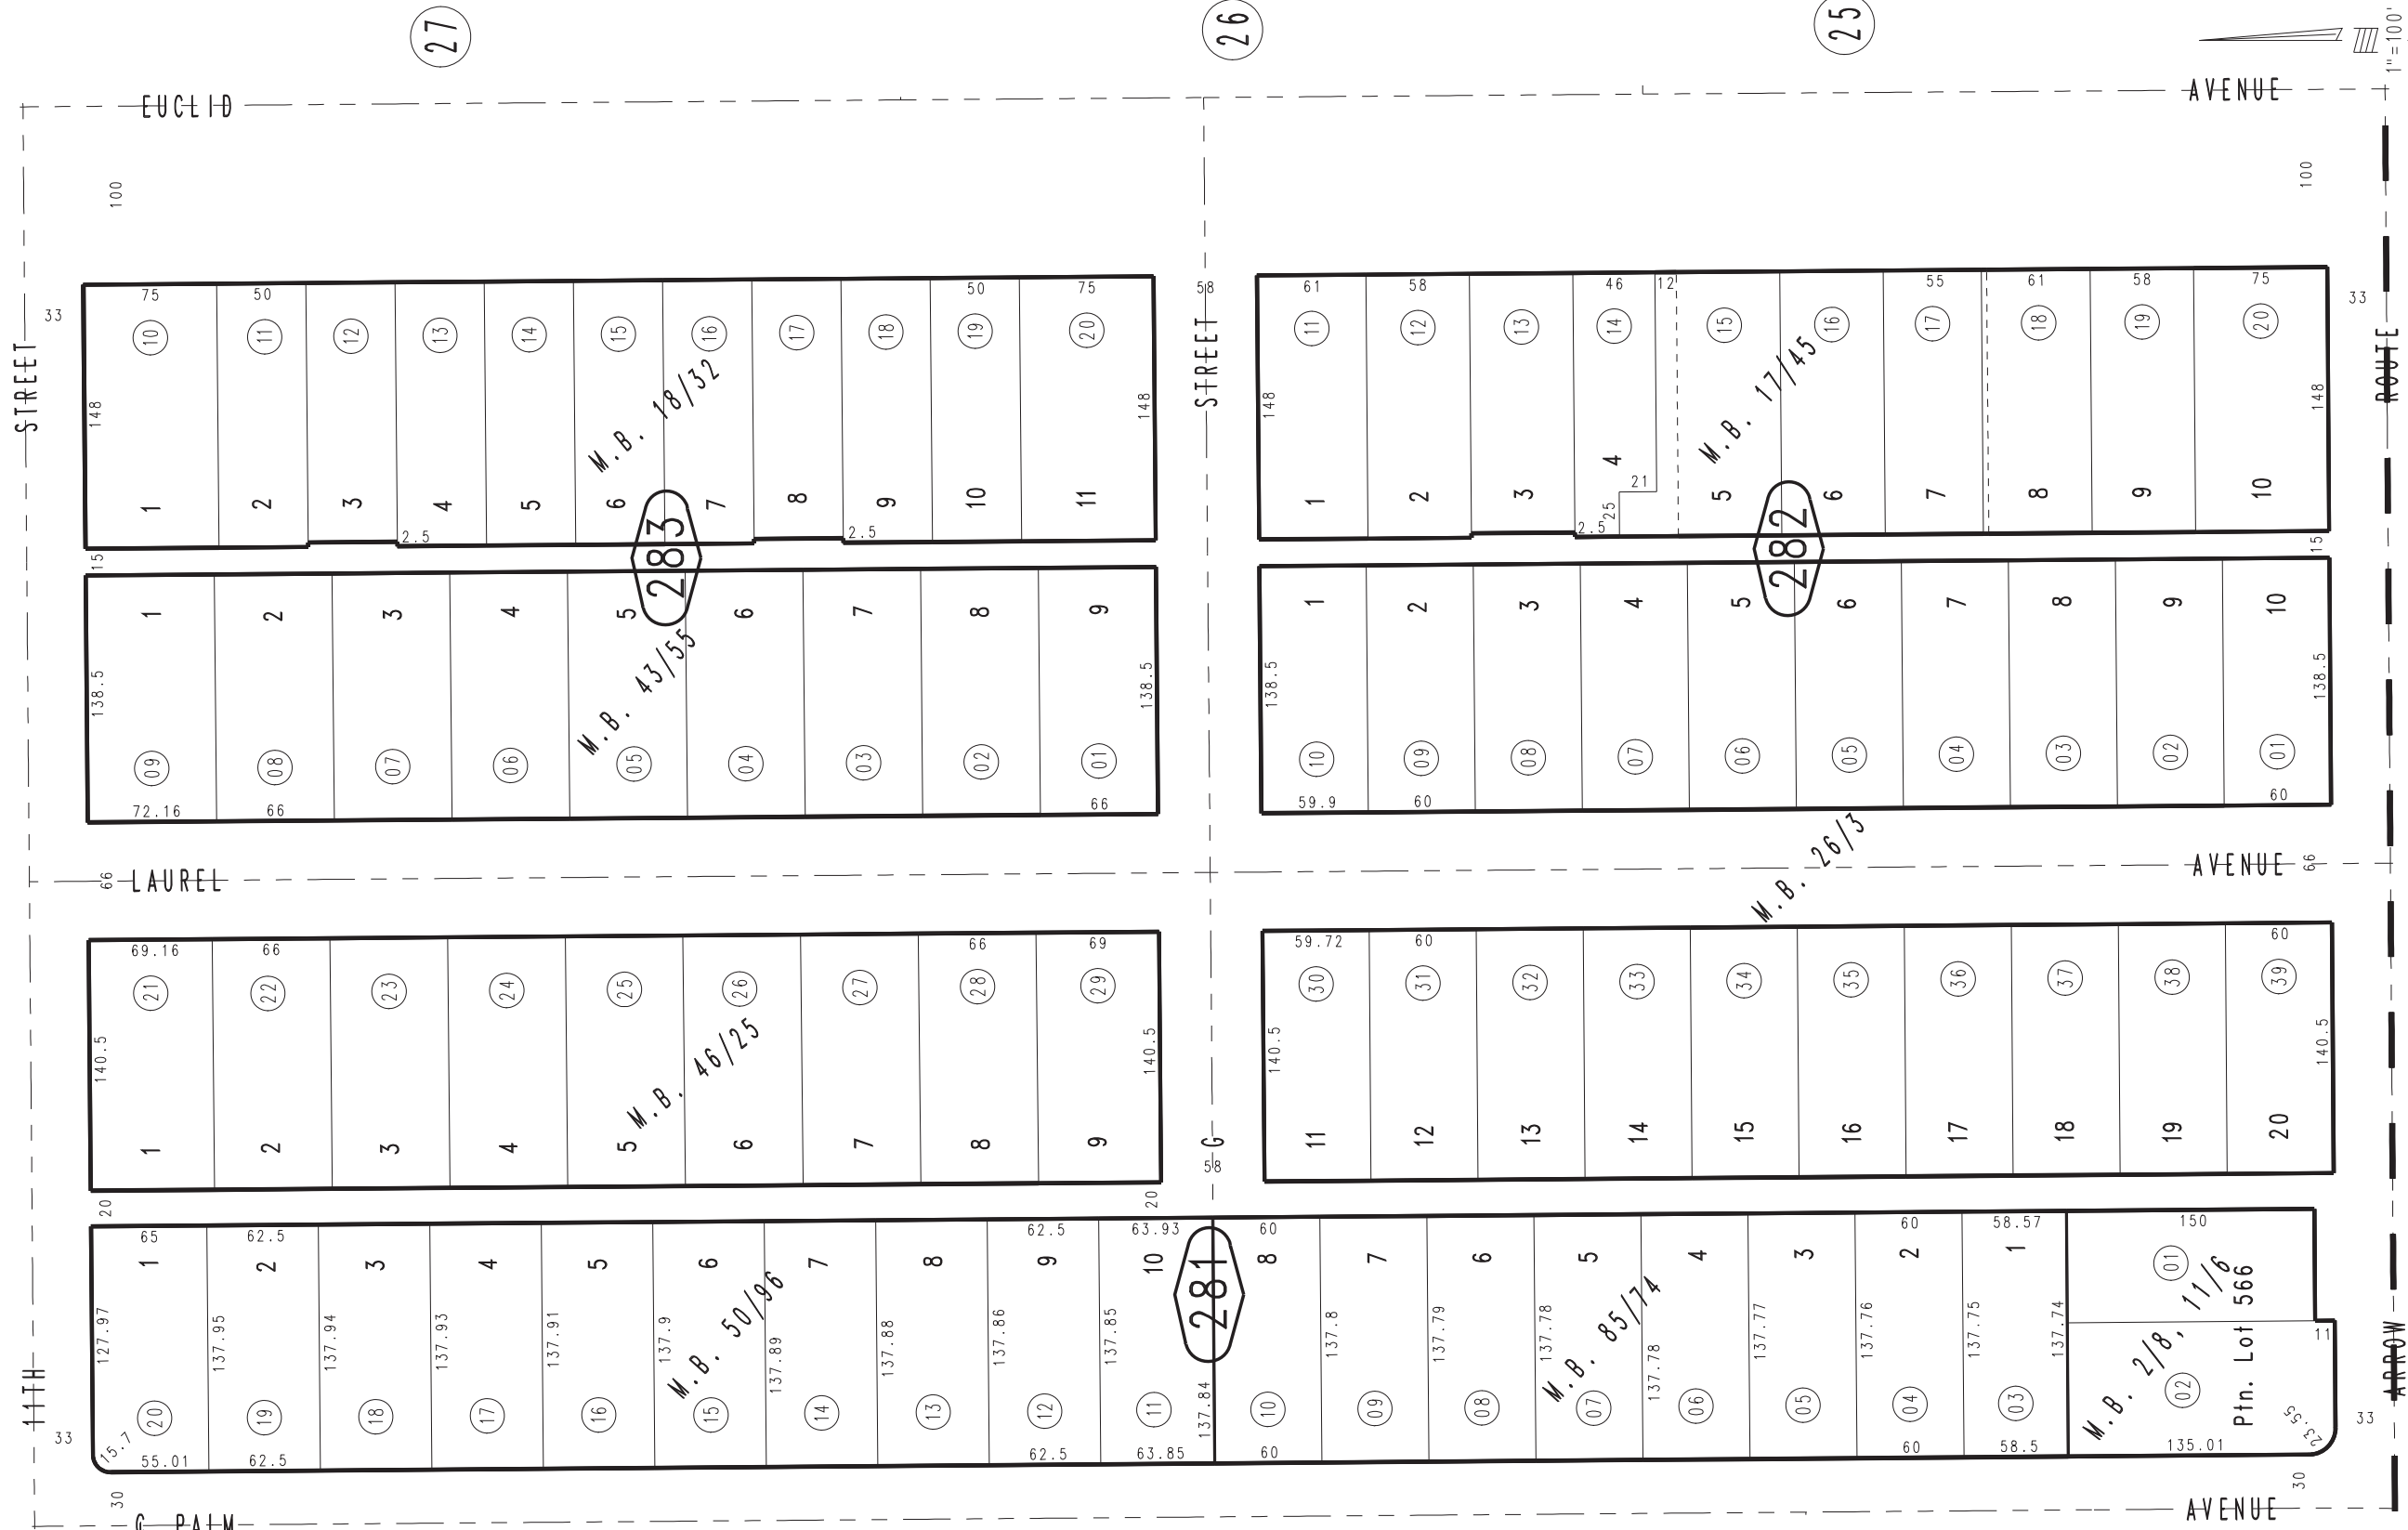 27 26 25
1"=100'
EUCLID AVENUE
100 100
75 50 50 75 58 61 58 46 12 55 61 58 75
33 33
10 11 12 13 14 15 16 17 18 19 20 11 12 13 14 15 16 17 18 19 20
STREET STREET ROUTE
148 M.B. 18/32 148 148 M.B. 17/45 148
4
21
25
1 2 3 4 5 6 7 8 9 10 11 1 2 3 5 6 7 8 9 10
2.5 2.5 2.5
15 283 282 15
1 2 3 4 5 6 7 8 9 1 2 3 4 5 6 7 8 9 10
138.5 M.B. 43/55 138.5 138.5 138.5
09 08 07 06 05 04 03 02 01 10 09 08 07 06 05 04 03 02 01
72.16 66 66 59.9 60 60
M.B. 26/3
66 LAUREL AVENUE 66
69.16 66 66 69 59.72 60 60
21 22 23 24 25 26 27 28 29 30 31 32 33 34 35 36 37 38 39
140.5 M.B. 46/25 140.5 140.5 140.5
1 2 3 4 5 6 7 8 9 G 11 12 13 14 15 16 17 18 19 20
58
20 20
65 62.5 62.5 63.93 60 60 58.57 150
1 2 3 4 5 6 7 8 9 10 281 8 7 6 5 4 3 2 1 01
127.97 137.95 137.94 137.93 137.91 137.9 137.89 137.88 137.86 137.85 137.84 137.8 137.79 137.78 137.78 137.77 137.76 137.75 137.74
M.B. 50/96 M.B. 85/74 M.B. 2/8, 11/6
Ptn. Lot 566
11
11TH ARROW
20 19 18 17 16 15 14 13 12 11 10 09 08 07 06 05 04 03 02
33 33
15.7 23.55
55.01 62.5 62.5 63.85 60 60 58.5 135.01
30 30
PALM AVENUE